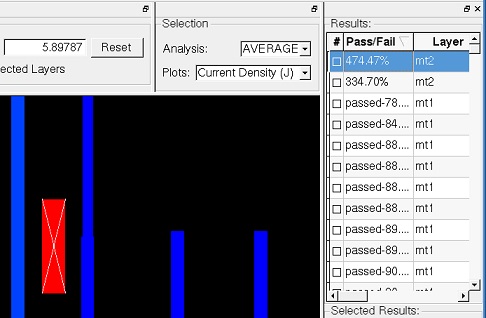 5.89787 Reset
ected Layers
Selection
Analysis: AVERAGE
Plots: Current Density (J)
Results:
# Pass/Fail Layer
474.47% mt2
334.70% mt2
passed-78.... mt1
passed-84.... mt1
passed-88.... mt1
passed-88.... mt1
passed-88.... mt1
passed-88.... mt1
passed-89.... mt1
passed-89.... mt1
passed-90.... mt1
Selected Results: